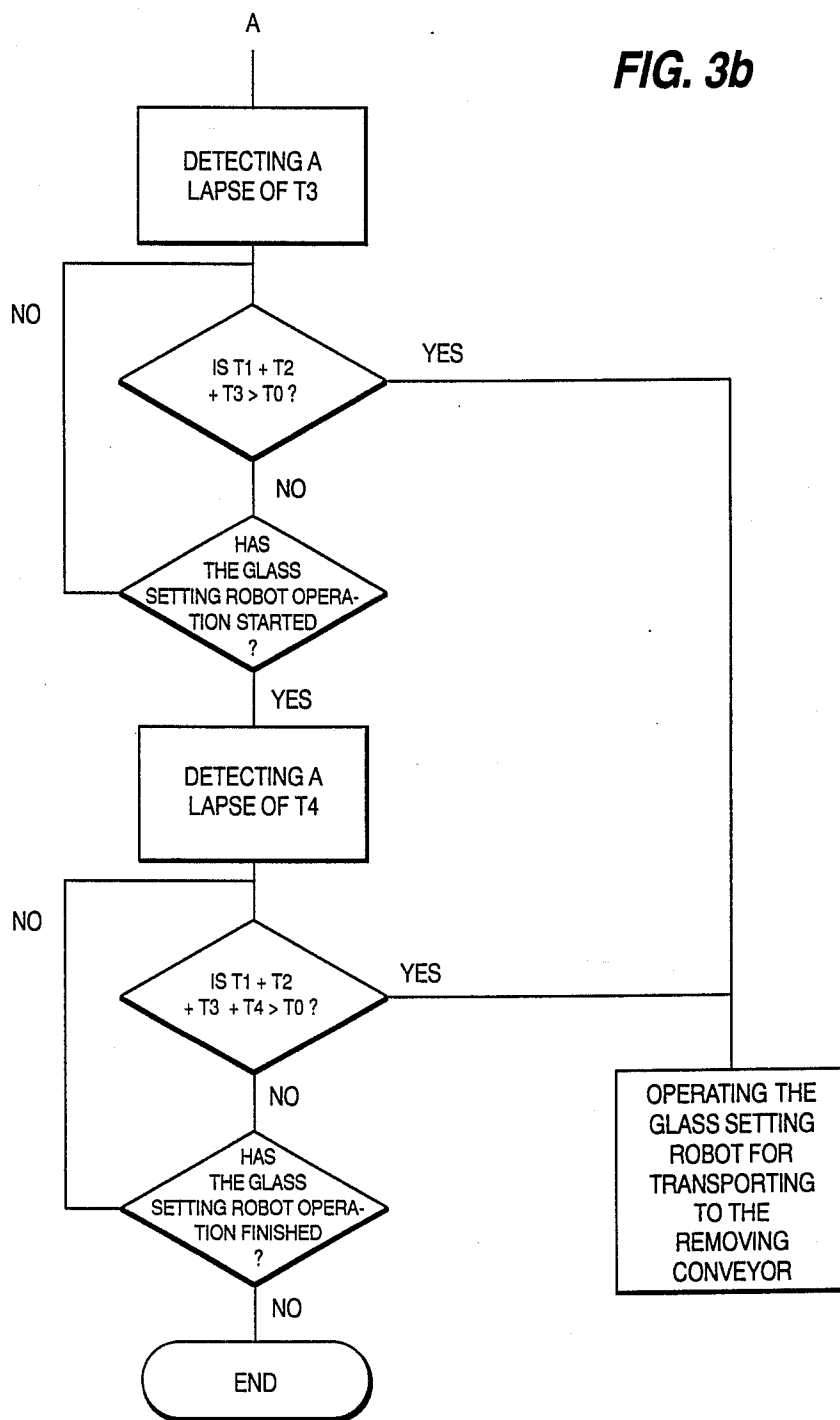 A
FIG. 3b
DETECTING A
LAPSE OF T3
NO
IS T1 + T2
+ T3 > T0 ?
YES
NO
HAS
THE GLASS
SETTING ROBOT OPERA-
TION STARTED
?
YES
DETECTING A
LAPSE OF T4
NO
IS T1 + T2
+ T3 + T4 > T0 ?
YES
NO
HAS
THE GLASS
SETTING ROBOT OPERA-
TION FINISHED
?
NO
END
OPERATING THE
GLASS SETTING
ROBOT FOR
TRANSPORTING
TO THE
REMOVING
CONVEYOR